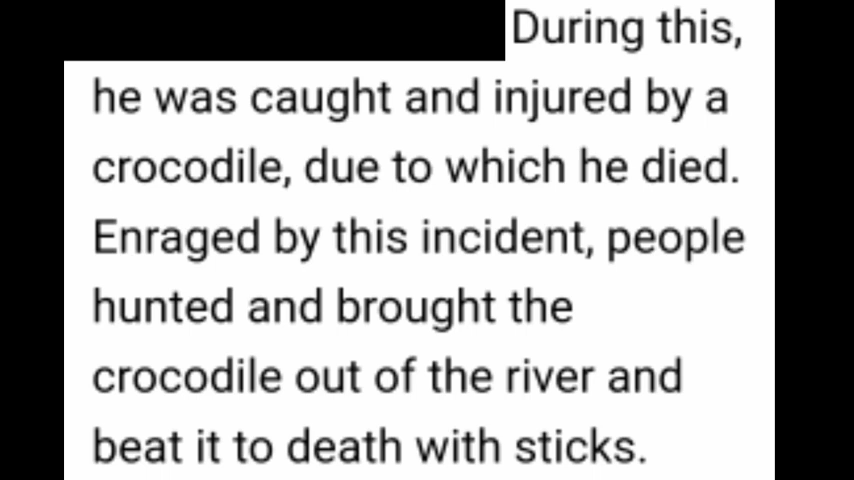 During this,
he was caught and injured by a
crocodile, due to which he died.
Enraged by this incident, people
hunted and brought the
crocodile out of the river and
beat it to death with sticks.